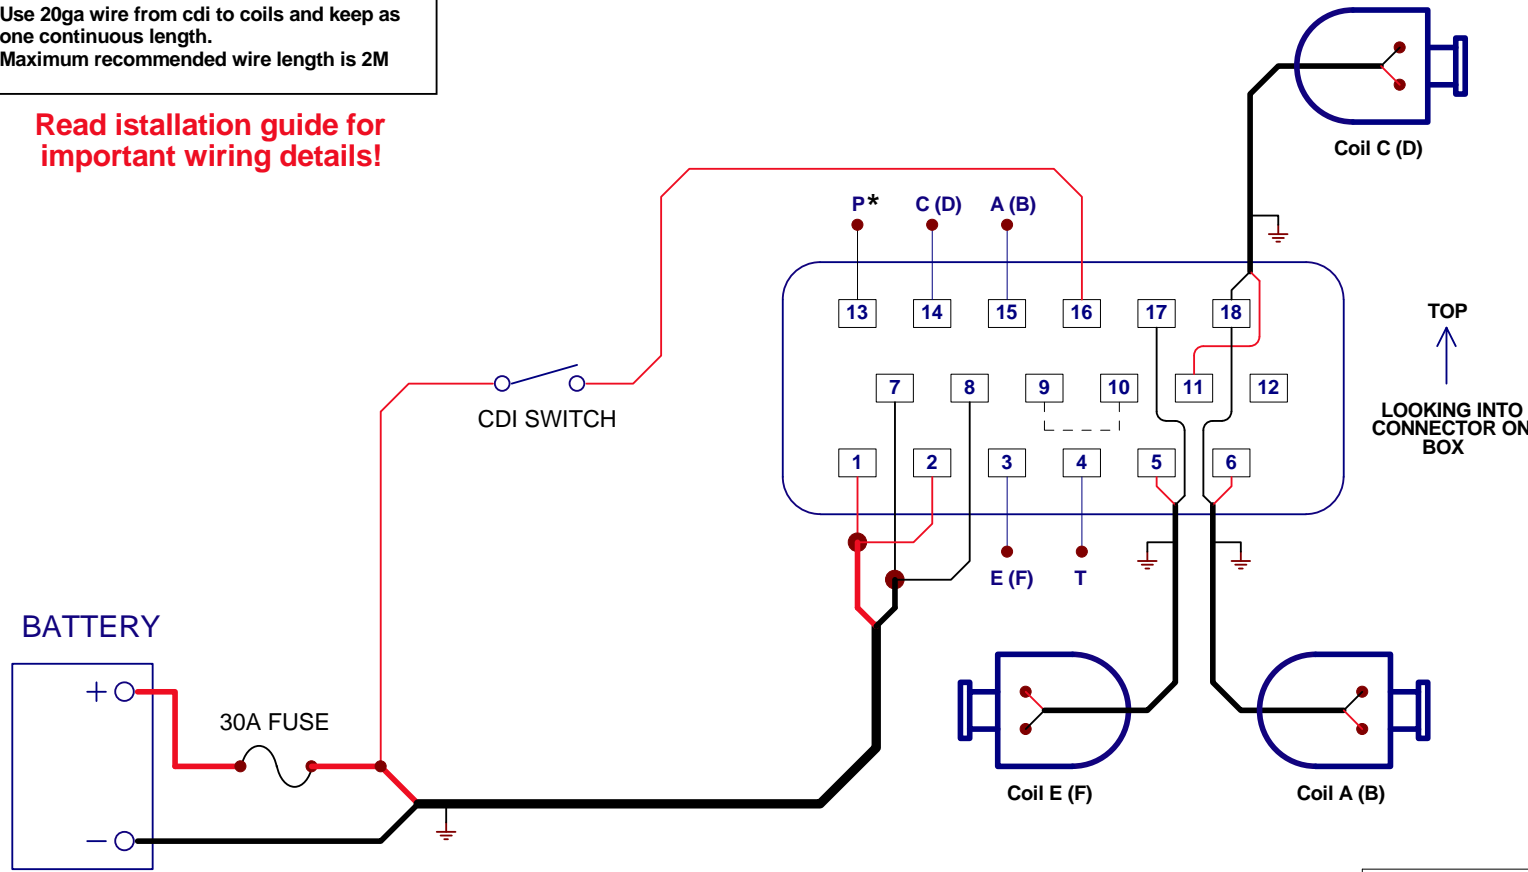 Use 20ga wire from cdi to coils and keep as
one continuous length.
Maximum recommended wire length is 2M
Read istallation guide for
important wiring details!
Coil C (D)
P* C (D) A (B)
13 14 15 16 17 18
TOP
7 8 9 10 11 12
CDI SWITCH
LOOKING INTO
CONNECTOR ON
BOX
1 2 3 4 5 6
E (F) T
BATTERY
+
30A FUSE
−
Coil E (F) Coil A (B)